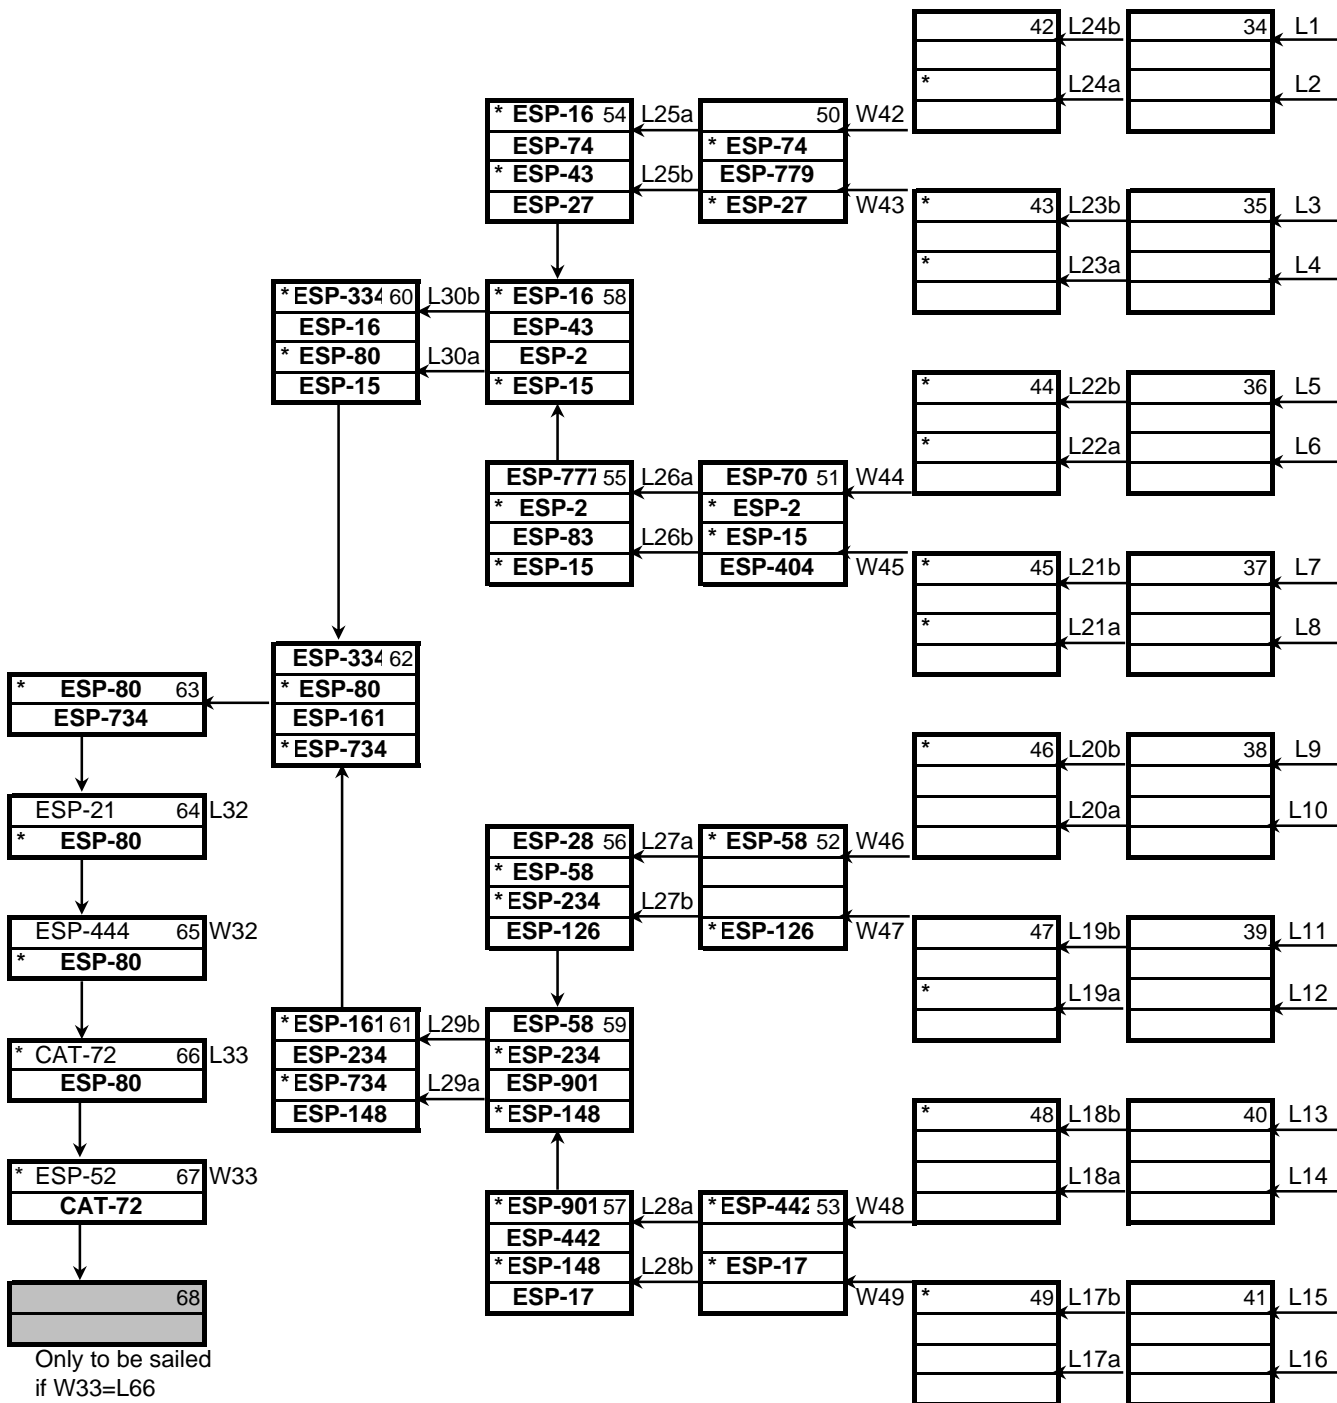 42 L24b 34 L1
* L24a L2
* ESP-16 54 L25a 50 W42
ESP-74 * ESP-74
* ESP-43 L25b ESP-779
ESP-27 * ESP-27 W43
* 43 L23b 35 L3
* L23a L4
* ESP-334 60 L30b * ESP-16 58
ESP-16 ESP-43
* ESP-80 L30a ESP-2
ESP-15 * ESP-15
* 44 L22b 36 L5
* L22a L6
ESP-777 55 L26a ESP-70 51 W44
* ESP-2 * ESP-2
ESP-83 L26b * ESP-15
* ESP-15 ESP-404 W45
* 45 L21b 37 L7
* L21a L8
ESP-334 62
* ESP-80 63 * ESP-80
ESP-734 ESP-161
* ESP-734
* 46 L20b 38 L9
L20a L10
ESP-21 64 L32
* ESP-80
ESP-28 56 L27a * ESP-58 52 W46
* ESP-58
* ESP-234 L27b
ESP-126 * ESP-126 W47
ESP-444 65 W32
* ESP-80
47 L19b 39 L11
* L19a L12
* ESP-161 61 L29b ESP-58 59
ESP-234 * ESP-234
* ESP-734 L29a ESP-901
ESP-148 * ESP-148
* CAT-72 66 L33
ESP-80
* 48 L18b 40 L13
L18a L14
* ESP-52 67 W33
CAT-72
* ESP-901 57 L28a * ESP-442 53 W48
ESP-442
* ESP-148 L28b * ESP-17
ESP-17 W49
68
* 49 L17b 41 L15
L17a L16
Only to be sailed
if W33=L66